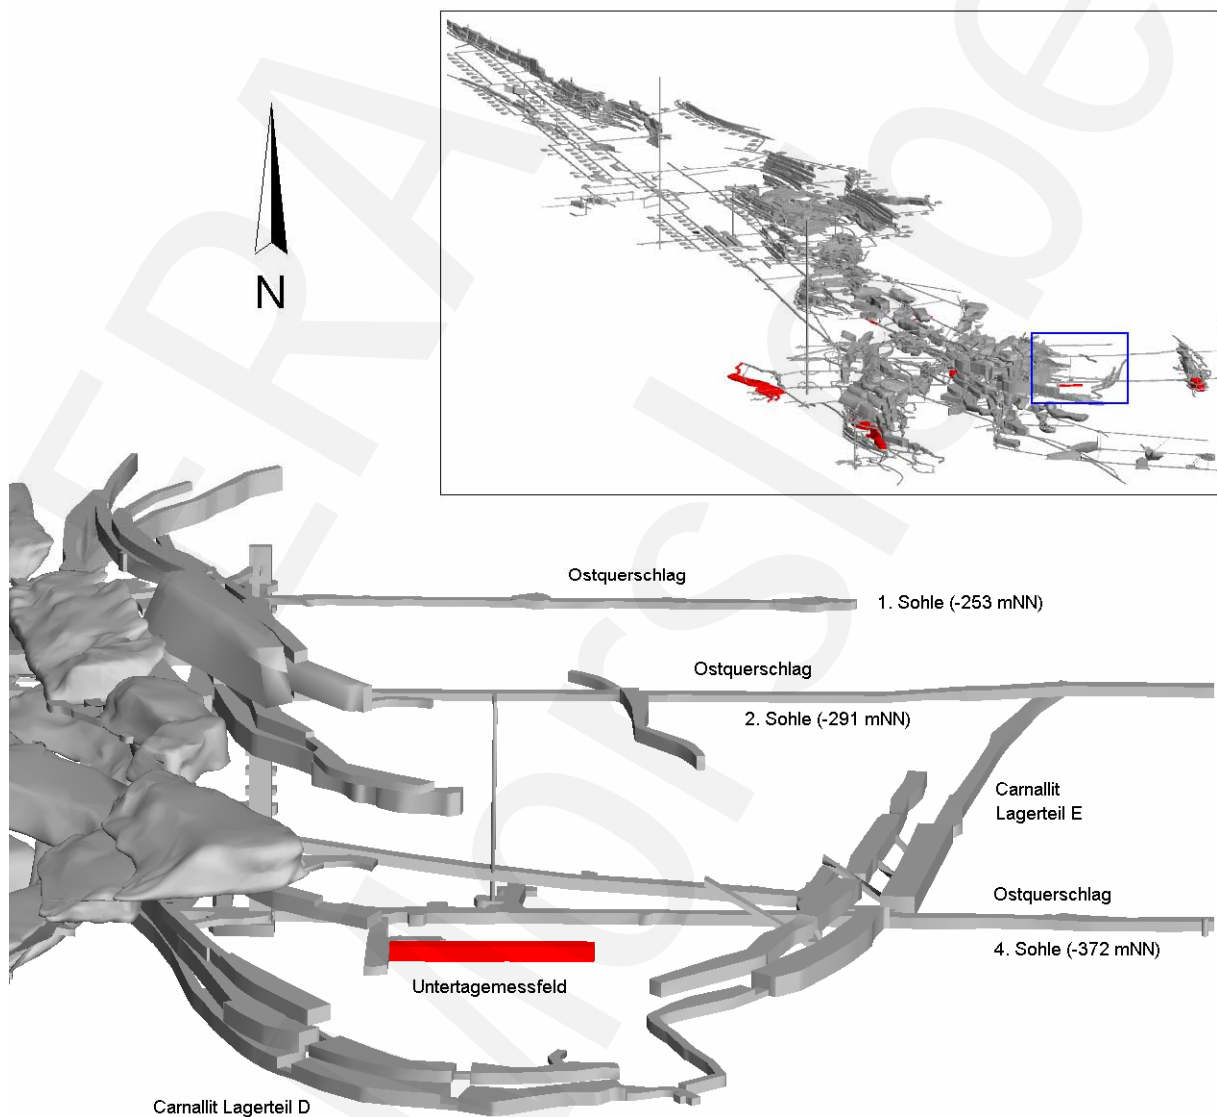 N
Ostquerschlag
1. Sohle (-253 mNN)
Ostquerschlag
2. Sohle (-291 mNN)
Carnallit
Lagerteil E
Ostquerschlag
4. Sohle (-372 mNN)
Untertagemessfeld
Carnallit Lagerteil D